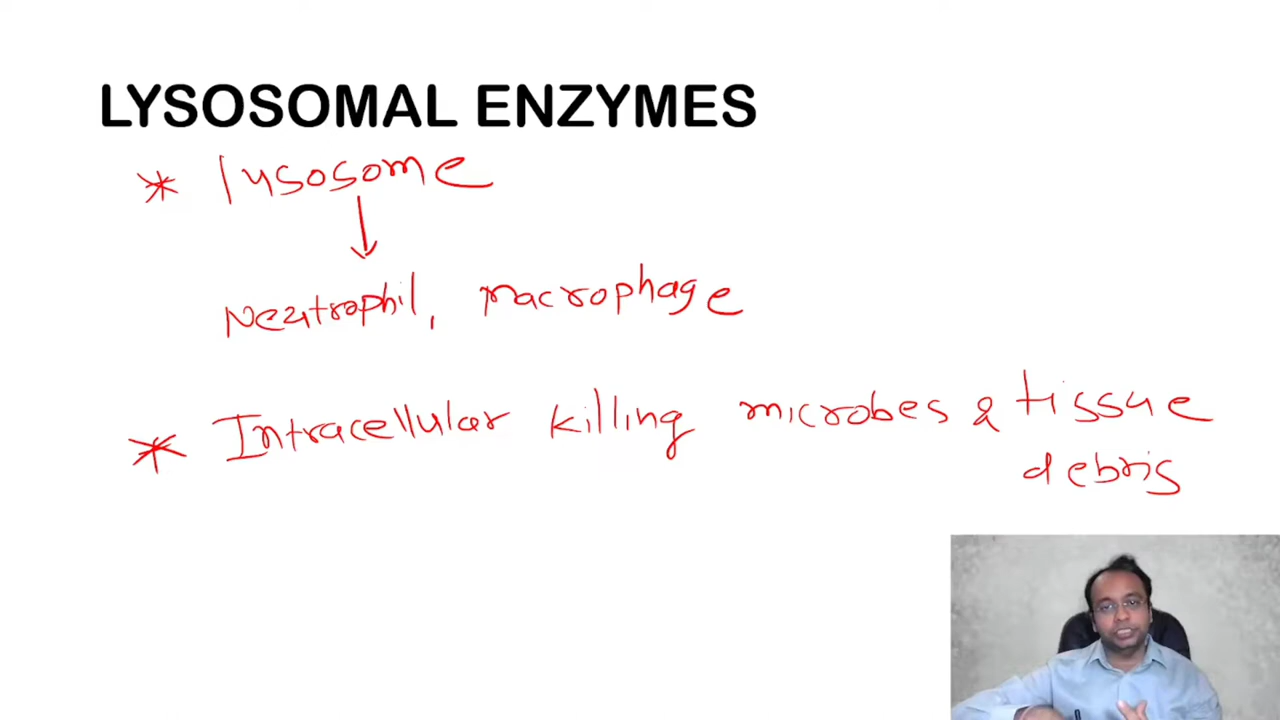 LYSOSOMAL ENZYMES
* lysosome
↓
Neutrophil, macrophage
* Intracellular killing microbes & tissue
debris